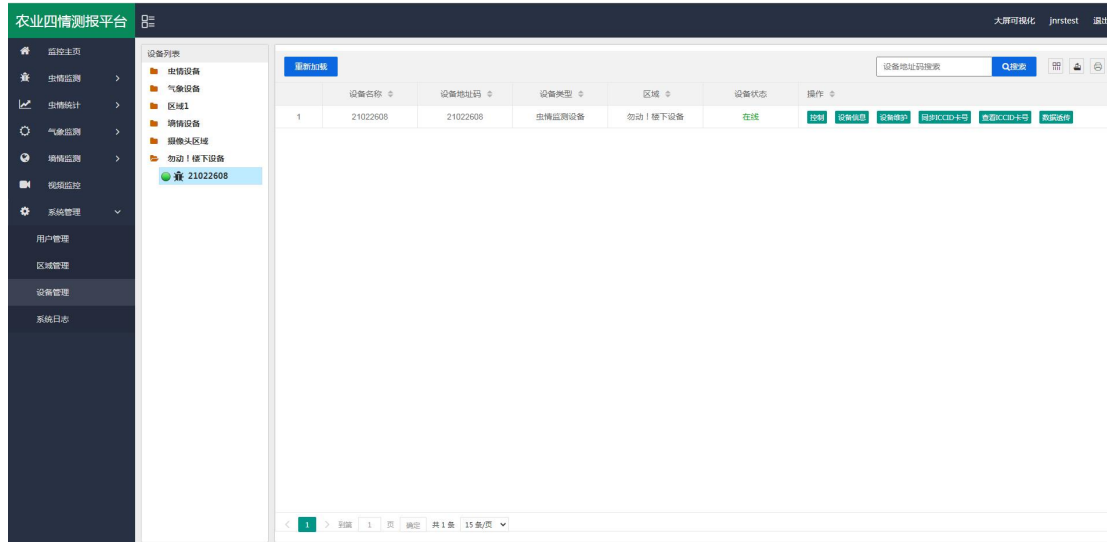 农业四情测报平台
大屏可视化 jnrstest 退出
监控主页
虫情监测
虫情统计
气象监测
墒情监测
视频监控
系统管理
用户管理
区域管理
设备管理
系统日志
设备列表
虫情设备
气象设备
区域1
墒情设备
摄像头区域
勿动！楼下设备
21022608
重新加载 设备地址码搜索 搜索
设备名称 设备地址码 设备类型 区域 设备状态 操作
1 21022608 21022608 虫情监测设备 勿动！楼下设备 在线 控制 设备信息 设备维护 同步ICCID卡号 查看ICCID卡号 数据透传
1 到第 1 页 确定 共1条 15条/页